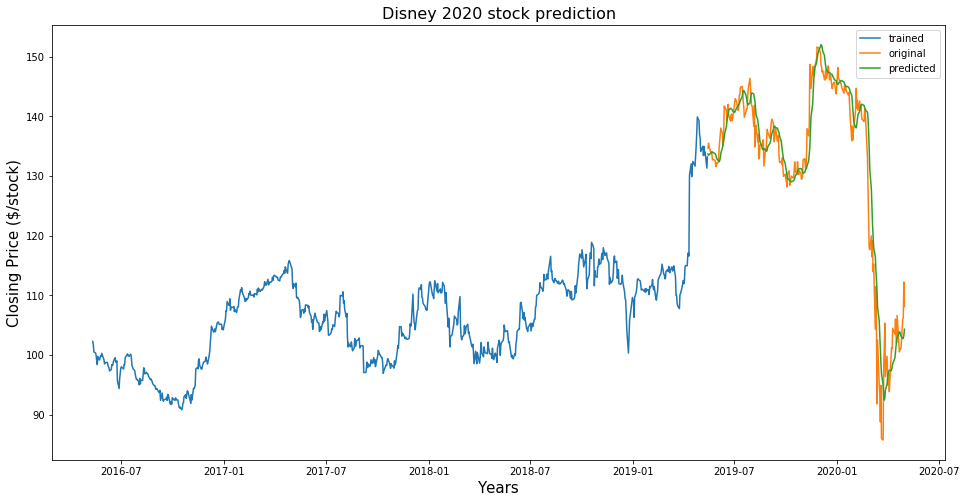 Disney 2020 stock prediction
trained
original
predicted
Closing Price ($/stock)
150
140
130
120
110
100
90
2016-07 2017-01 2017-07 2018-01 2018-07 2019-01 2019-07 2020-01 2020-07
Years